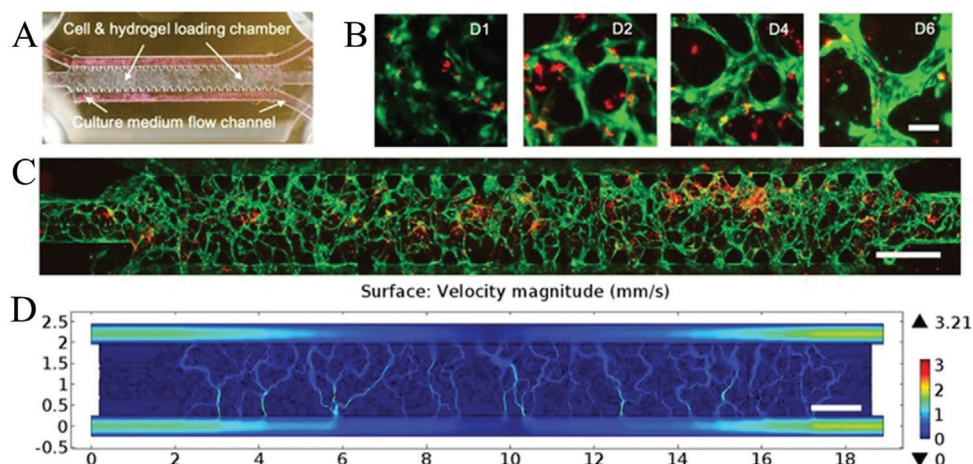 A
Cell & hydrogel loading chamber
Culture medium flow channel
B
D1
D2
D4
D6
C
Surface: Velocity magnitude (mm/s)
D
2.5
2
1.5
1
0.5
0
-0.5
0 2 4 6 8 10 12 14 16 18
▲ 3.21
3
2
1
0
▼ 0